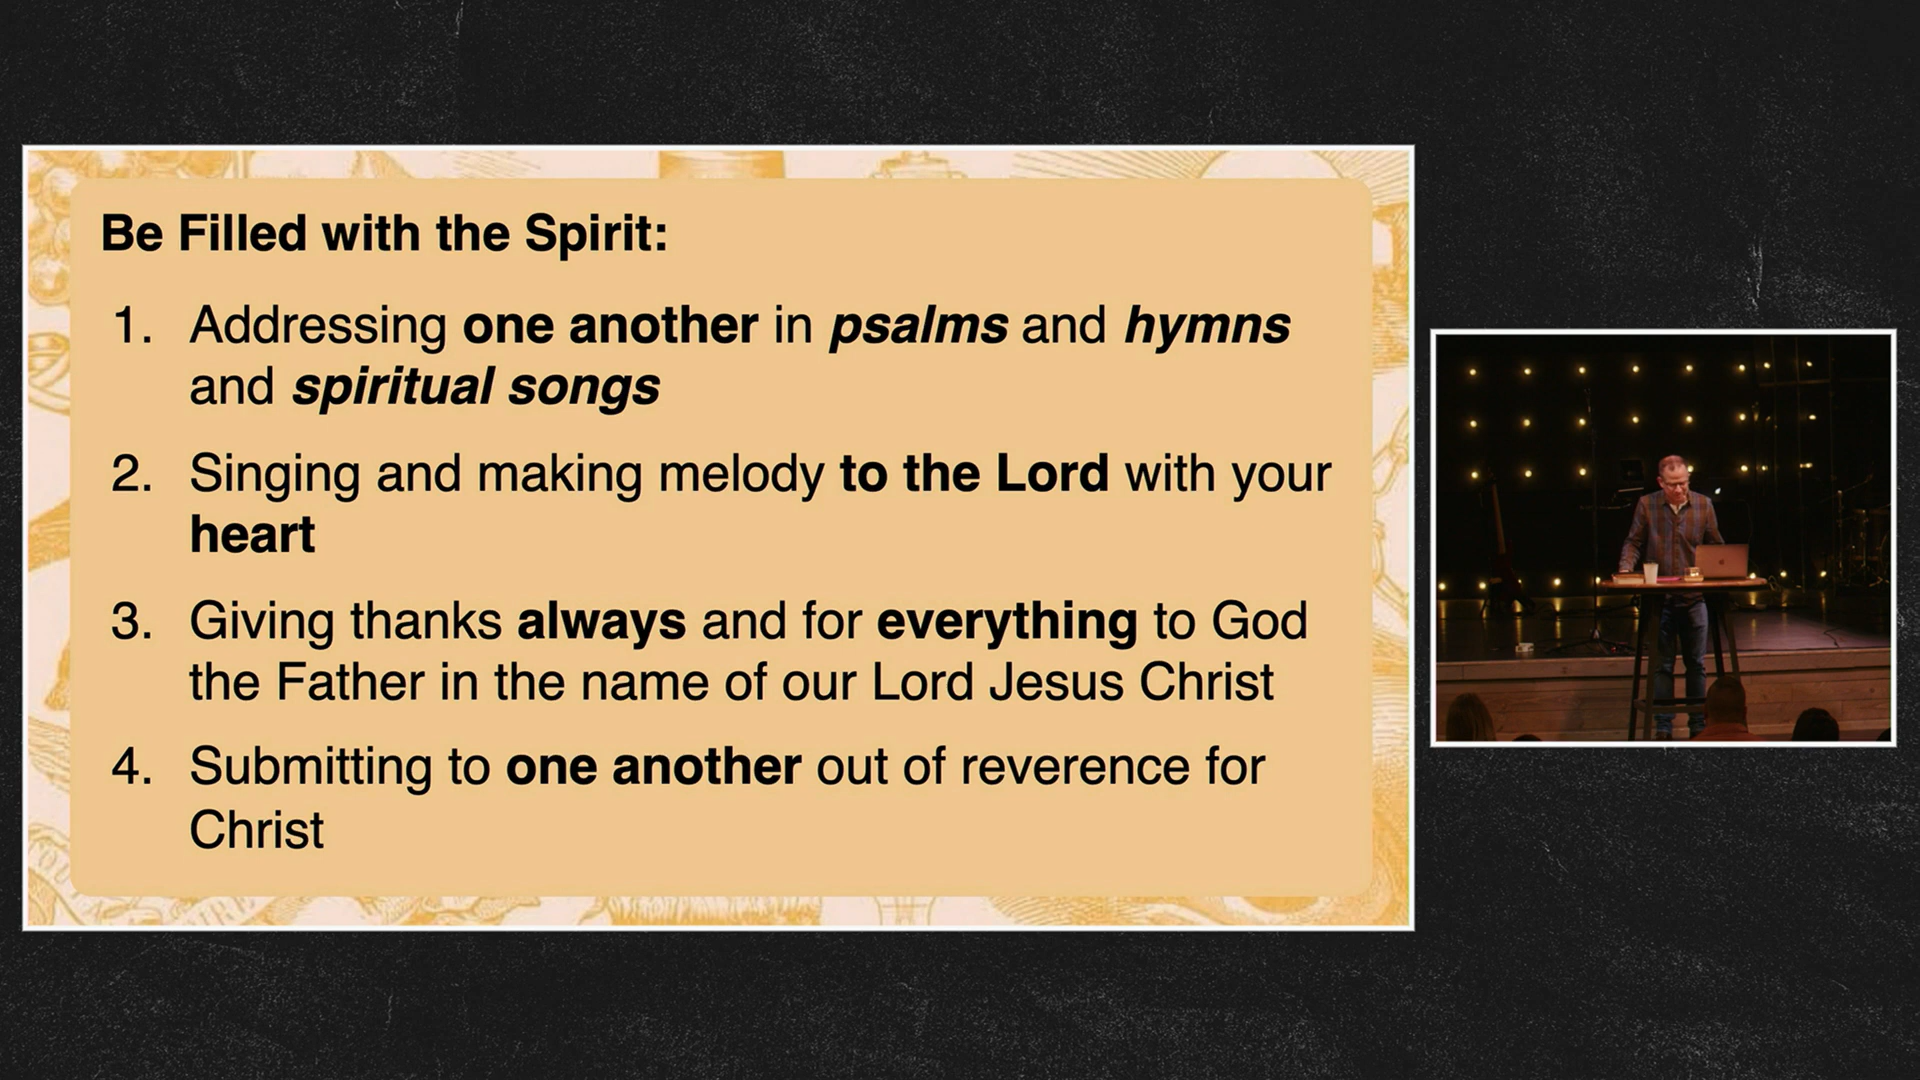 Be Filled with the Spirit:
1. Addressing one another in psalms and hymns
and spiritual songs
2. Singing and making melody to the Lord with your
heart
3. Giving thanks always and for everything to God
the Father in the name of our Lord Jesus Christ
4. Submitting to one another out of reverence for
Christ